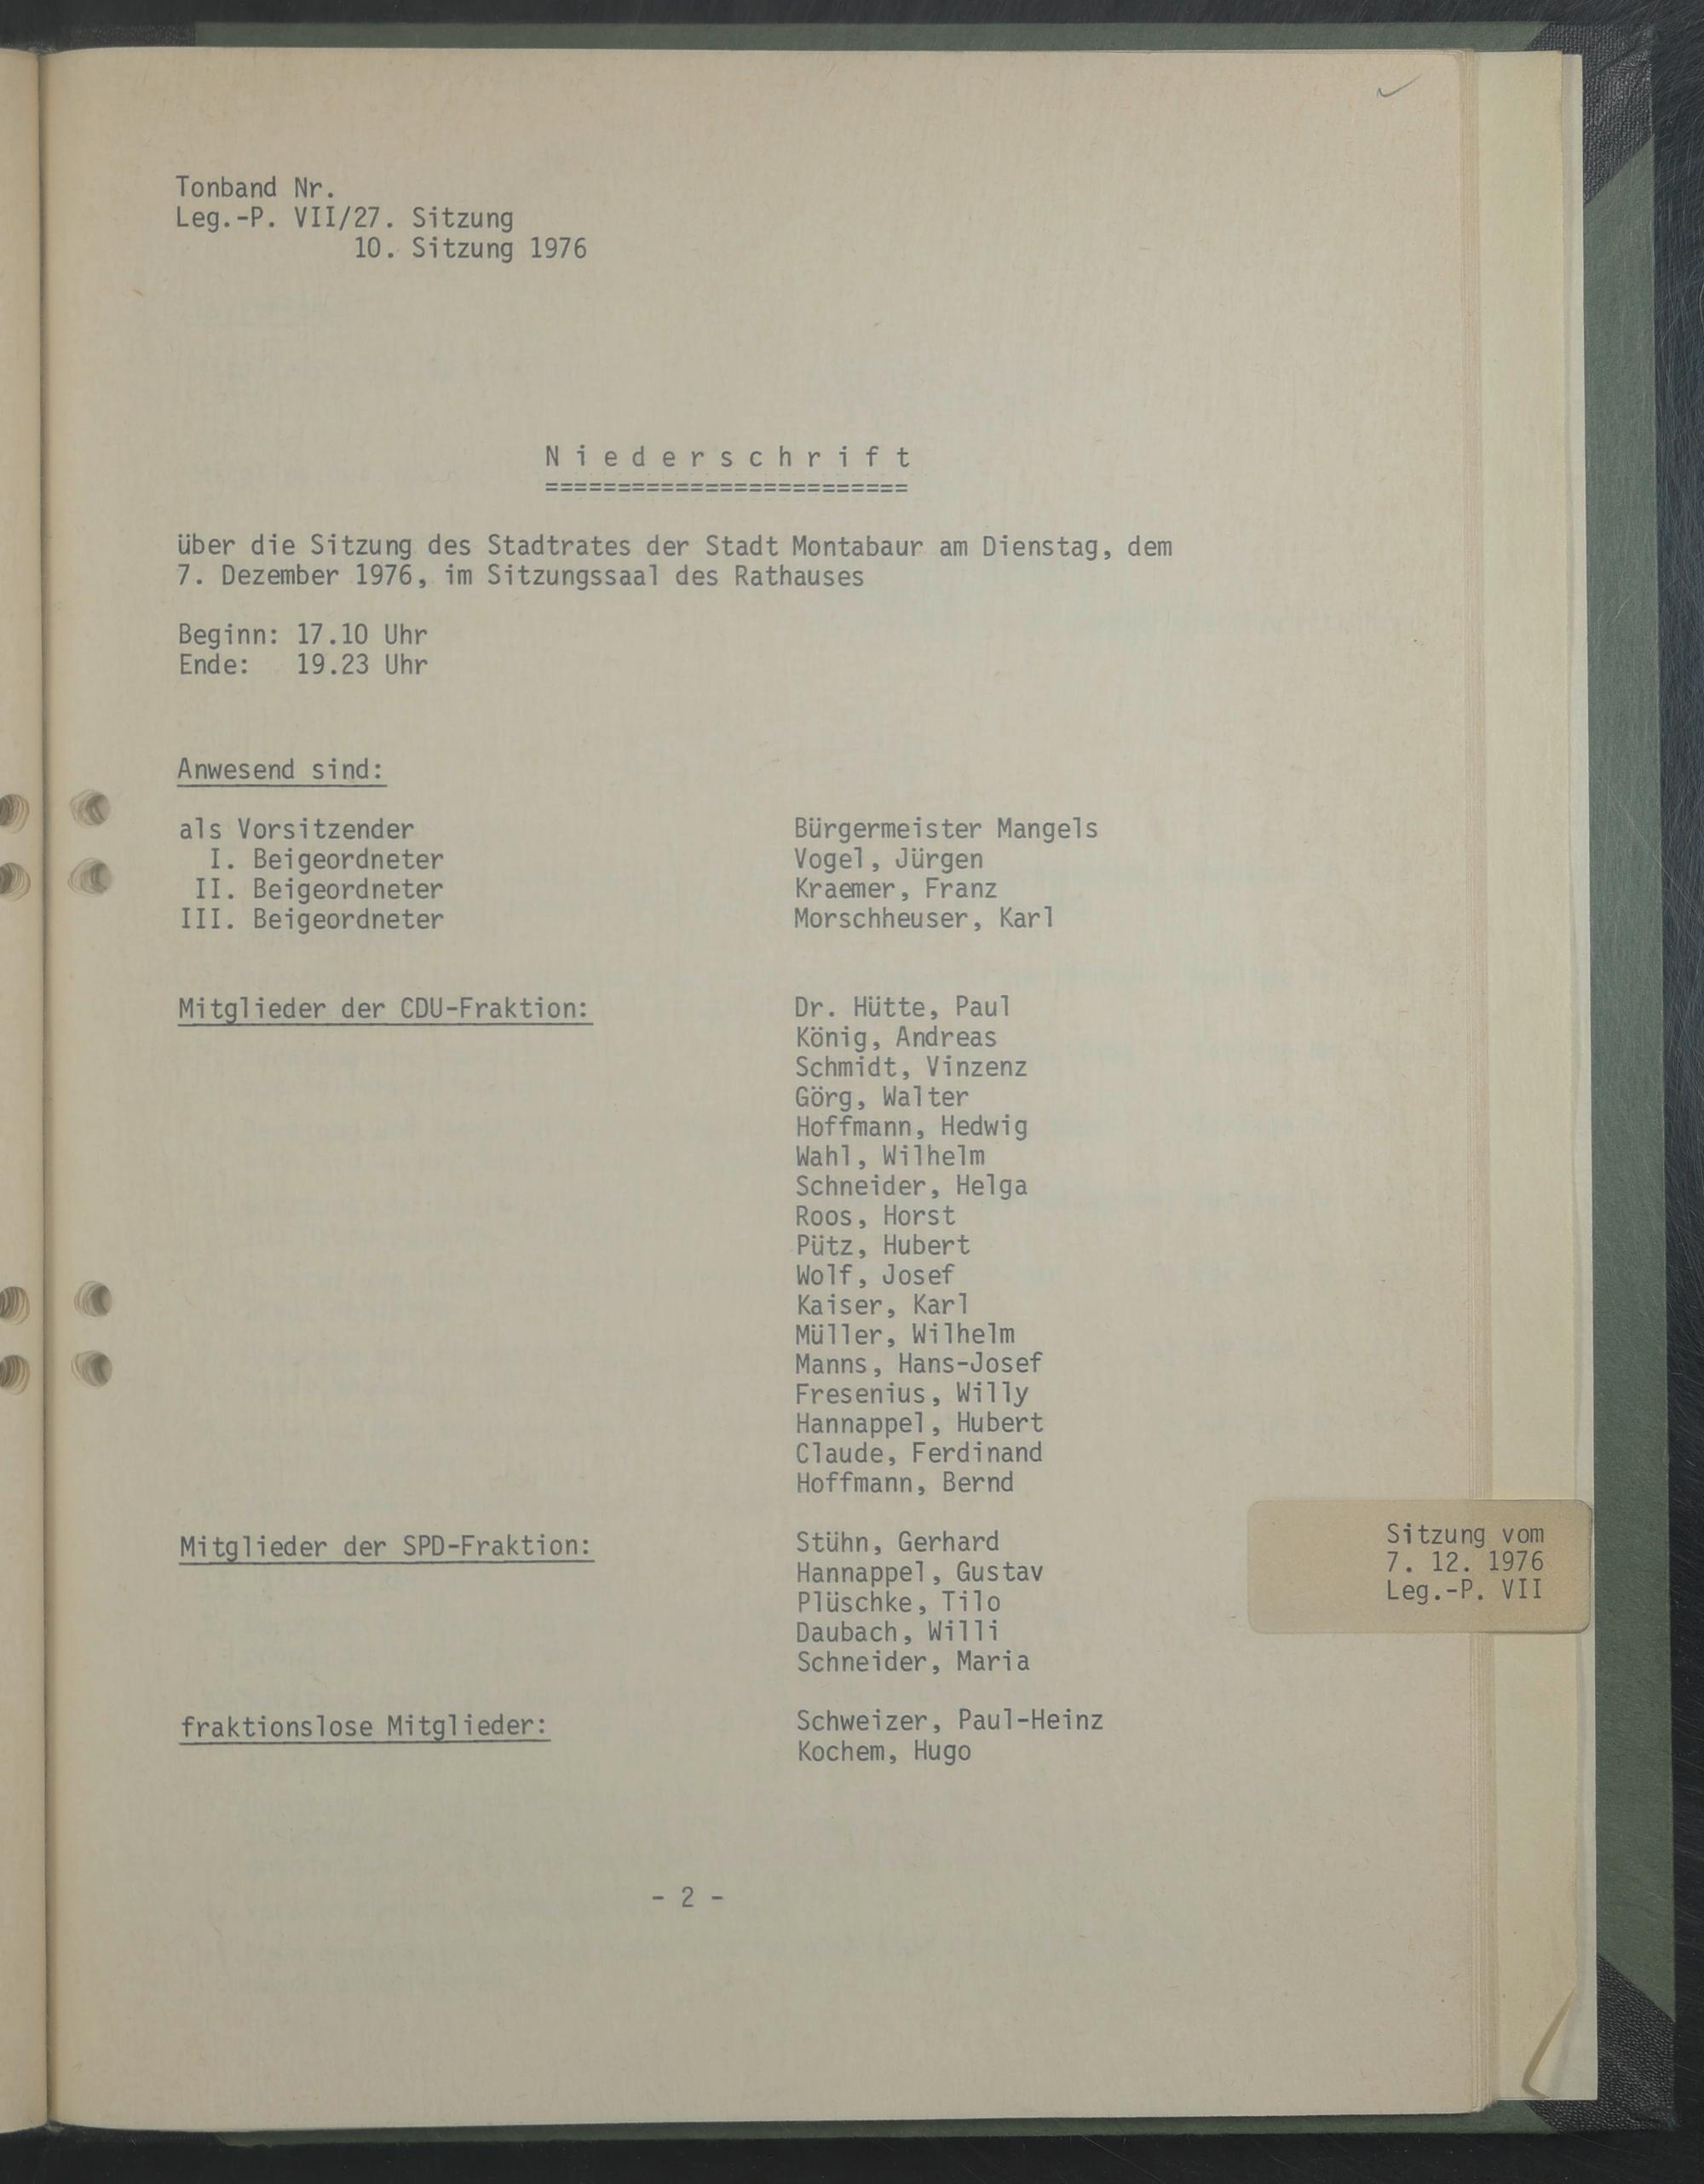 Tonband Nr.
Leg.-P. VII/27. Sitzung
10. Sitzung 1976
N i e d e r s c h r i f t
=========================
über die Sitzung des Stadtrates der Stadt Montabaur am Dienstag, dem
7. Dezember 1976, im Sitzungssaal des Rathauses
Beginn: 17.10 Uhr
Ende: 19.23 Uhr
Anwesend sind:
als Vorsitzender Bürgermeister Mangels
I. Beigeordneter Vogel, Jürgen
II. Beigeordneter Kraemer, Franz
III. Beigeordneter Morschheuser, Karl
Mitglieder der CDU-Fraktion: Dr. Hütte, Paul
König, Andreas
Schmidt, Vinzenz
Görg, Walter
Hoffmann, Hedwig
Wahl, Wilhelm
Schneider, Helga
Roos, Horst
Pütz, Hubert
Wolf, Josef
Kaiser, Karl
Müller, Wilhelm
Manns, Hans-Josef
Fresenius, Willy
Hannappel, Hubert
Claude, Ferdinand
Hoffmann, Bernd
Mitglieder der SPD-Fraktion: Stühn, Gerhard
Hannappel, Gustav
Plüschke, Tilo
Daubach, Willi
Schneider, Maria
fraktionslose Mitglieder: Schweizer, Paul-Heinz
Kochem, Hugo
- 2 -
Sitzung vom
7. 12. 1976
Leg.-P. VII